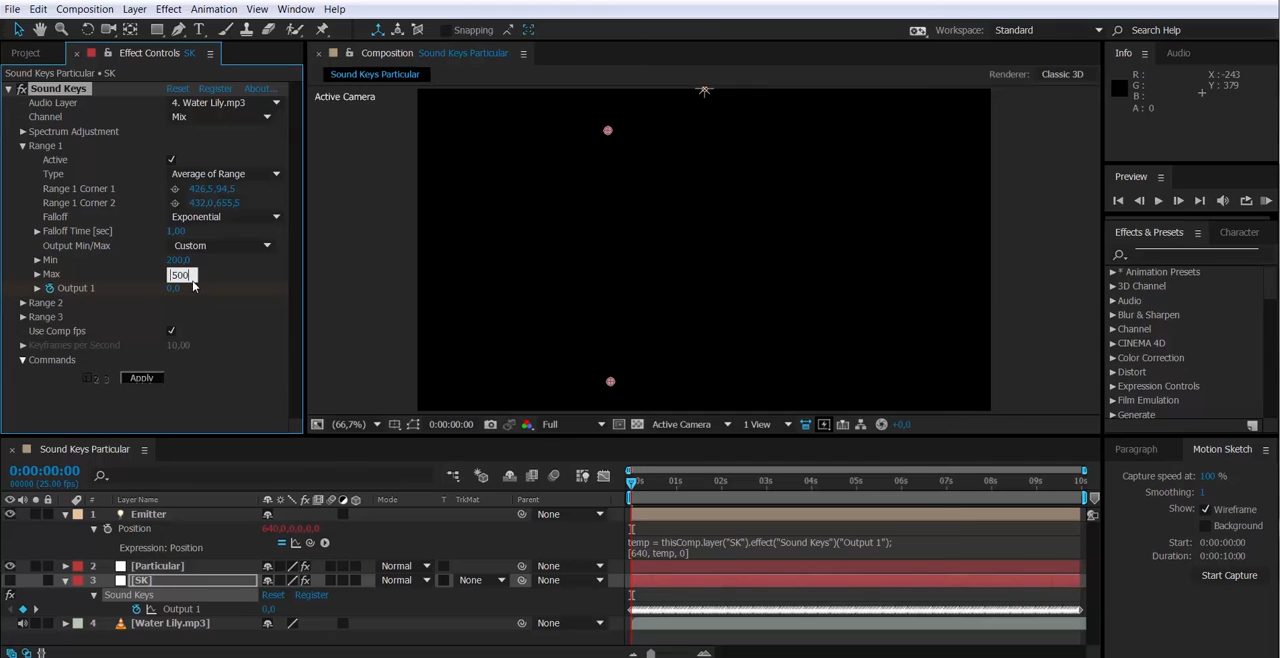 File Edit Composition Layer Effect Animation View Window Help
Snapping
Workspace: Standard
Search Help
Project
Effect Controls SK
Sound Keys Particular • SK
Sound Keys Reset Register About...
Audio Layer 4. Water Lily.mp3
Channel Mix
Spectrum Adjustment
Range 1
Active
Type Average of Range
Range 1 Corner 1 426,5,94,5
Range 1 Corner 2 432,0,655,5
Falloff Exponential
Falloff Time [sec] 1,00
Output Min/Max Custom
Min 200,0
Max 500
Output 1 0,0
Range 2
Range 3
Use Comp fps
Keyframes per Second 10,00
Commands
1 2 3 Apply
Composition Sound Keys Particular
Sound Keys Particular
Renderer: Classic 3D
Active Camera
(66,7%) 0:00:00:00 Full Active Camera 1 View +0,0
Info Audio
R: X:-243
G: Y: 379
B:
A: 0
Preview
Effects & Presets Character
* Animation Presets
3D Channel
Audio
Blur & Sharpen
Channel
CINEMA 4D
Color Correction
Distort
Expression Controls
Film Emulation
Generate
Sound Keys Particular
0:00:00:00
00000 (25.00 fps)
# Layer Name Mode T TrkMat Parent
0s 01s 02s 03s 04s 05s 06s 07s 08s 09s 10s
1 Emitter None
Position 640,0,0,0,0,0
Expression: Position
temp = thisComp.layer("SK").effect("Sound Keys")("Output 1");
[640, temp, 0]
2 [Particular] Normal None
3 [SK] Normal None None
Sound Keys Reset Register
Output 1 0,0
4 [Water Lily.mp3] None
Paragraph Motion Sketch
Capture speed at: 100 %
Smoothing: 1
Show: Wireframe
Background
Start: 0:00:00:00
Duration: 0:00:10:00
Start Capture